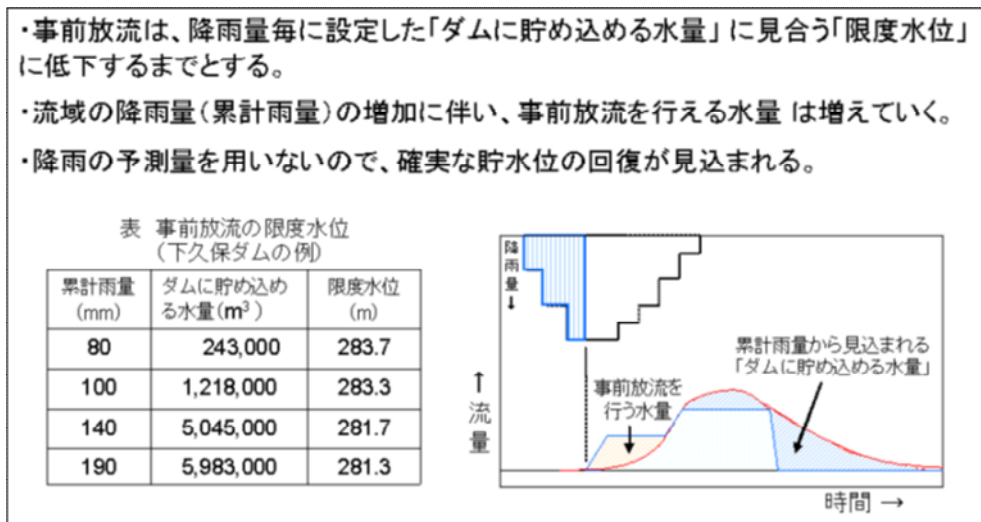 ・事前放流は、降雨量毎に設定した｢ダムに貯め込める水量｣ に見合う｢限度水位｣
に低下するまでとする。
・流域の降雨量(累計雨量)の増加に伴い、事前放流を行える水量 は増えていく。
・降雨の予測量を用いないので、確実な貯水位の回復が見込まれる。
表 事前放流の限度水位
(下久保ダムの例)
累計雨量 ダムに貯め込め 限度水位
(mm) る水量(m³) (m)
80 243,000 283.7
100 1,218,000 283.3
140 5,045,000 281.7
190 5,983,000 281.3
降雨量↓
累計雨量から見込まれる
｢ダムに貯め込める水量｣
事前放流を
行う水量
↑流量
時間 →